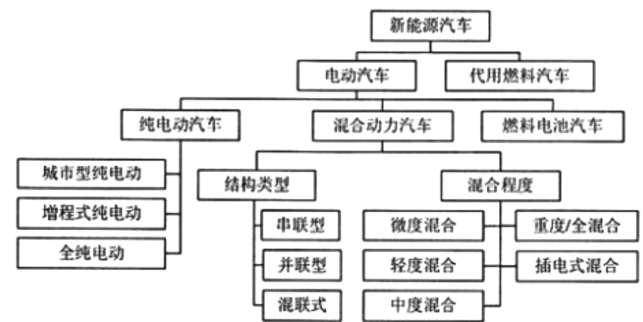 新能源汽车
电动汽车
代用燃料汽车
纯电动汽车
混合动力汽车
燃料电池汽车
城市型纯电动
增程式纯电动
全纯电动
结构类型
混合程度
串联型
并联型
混联式
微度混合
重度/全混合
轻度混合
插电式混合
中度混合